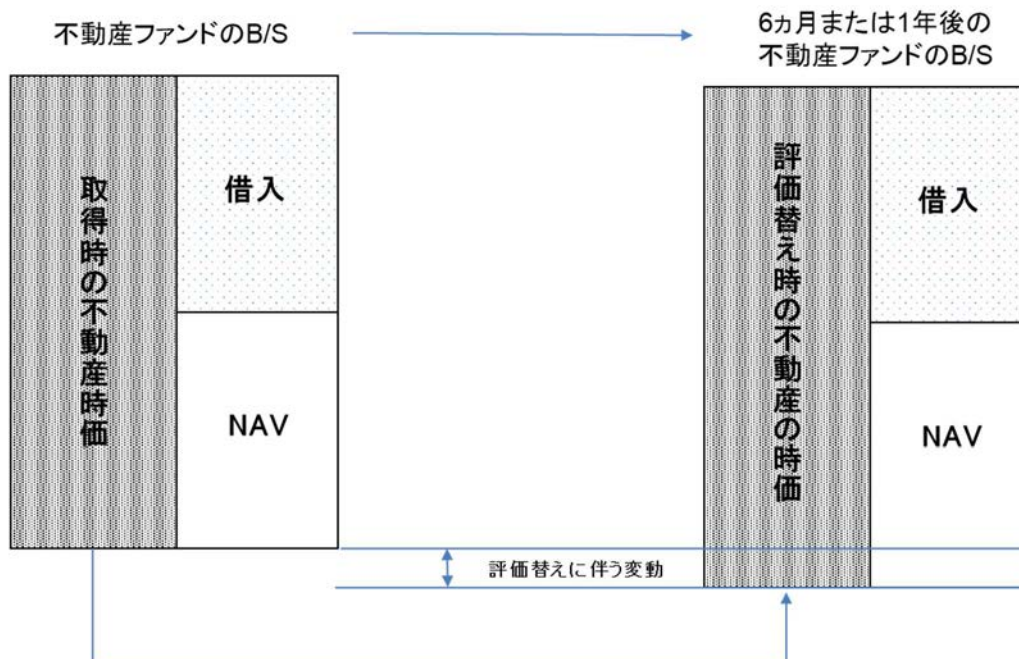 不動産ファンドのB/S
6ヵ月または1年後の
不動産ファンドのB/S
取得時の不動産時価
借入
NAV
評価替え時の不動産の時価
借入
NAV
評価替えに伴う変動